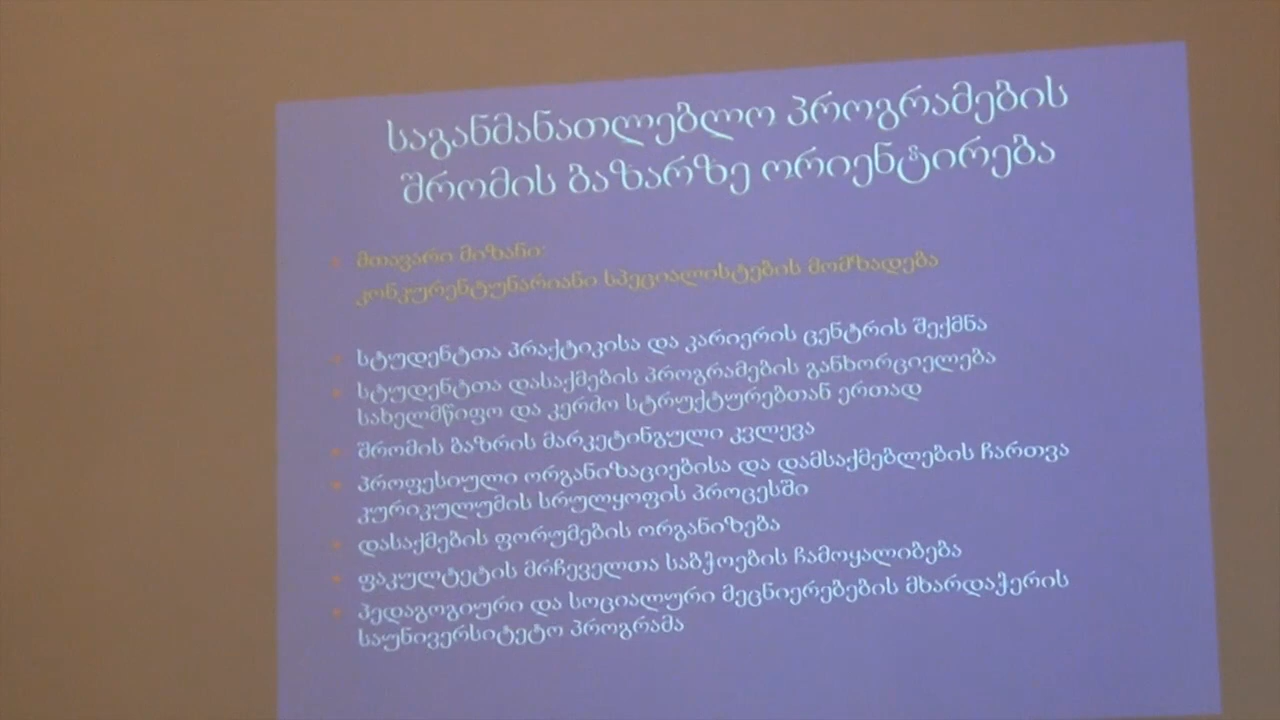 საგანმანათლებლო პროგრამების
შრომის ბაზარზე ორიენტირება
მთავარი მიზანი:
კონკურენტუნარიანი სპეციალისტების მომზადება
სტუდენტთა პრაქტიკისა და კარიერის ცენტრის შექმნა
სტუდენტთა დასაქმების პროგრამების განხორციელება
სახელმწიფო და კერძო სტრუქტურებთან ერთად
შრომის ბაზრის მარკეტინგული კვლევა
პროფესიული ორგანიზაციებისა და დამსაქმებლების ჩართვა
კურიკულუმის სრულყოფის პროცესში
დასაქმების ფორუმების ორგანიზება
ფაკულტეტის მრჩეველთა საბჭოების ჩამოყალიბება
პედაგოგიური და სოციალური მეცნიერებების მხარდაჭერის
საუნივერსიტეტო პროგრამა